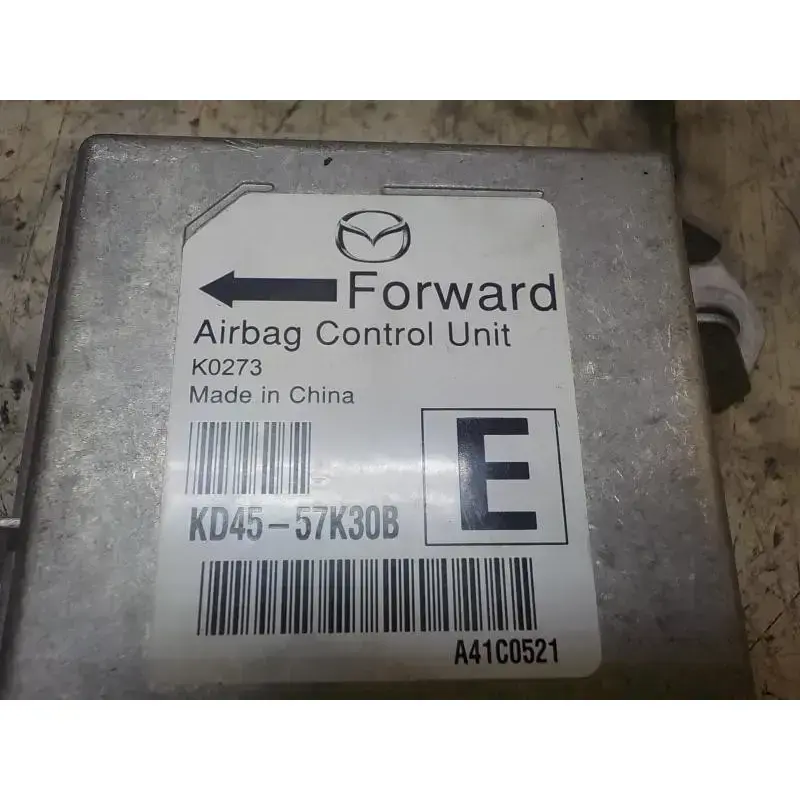 Forward
Airbag Control Unit
K0273
Made in China
E
KD45-57K30B
A41C0521